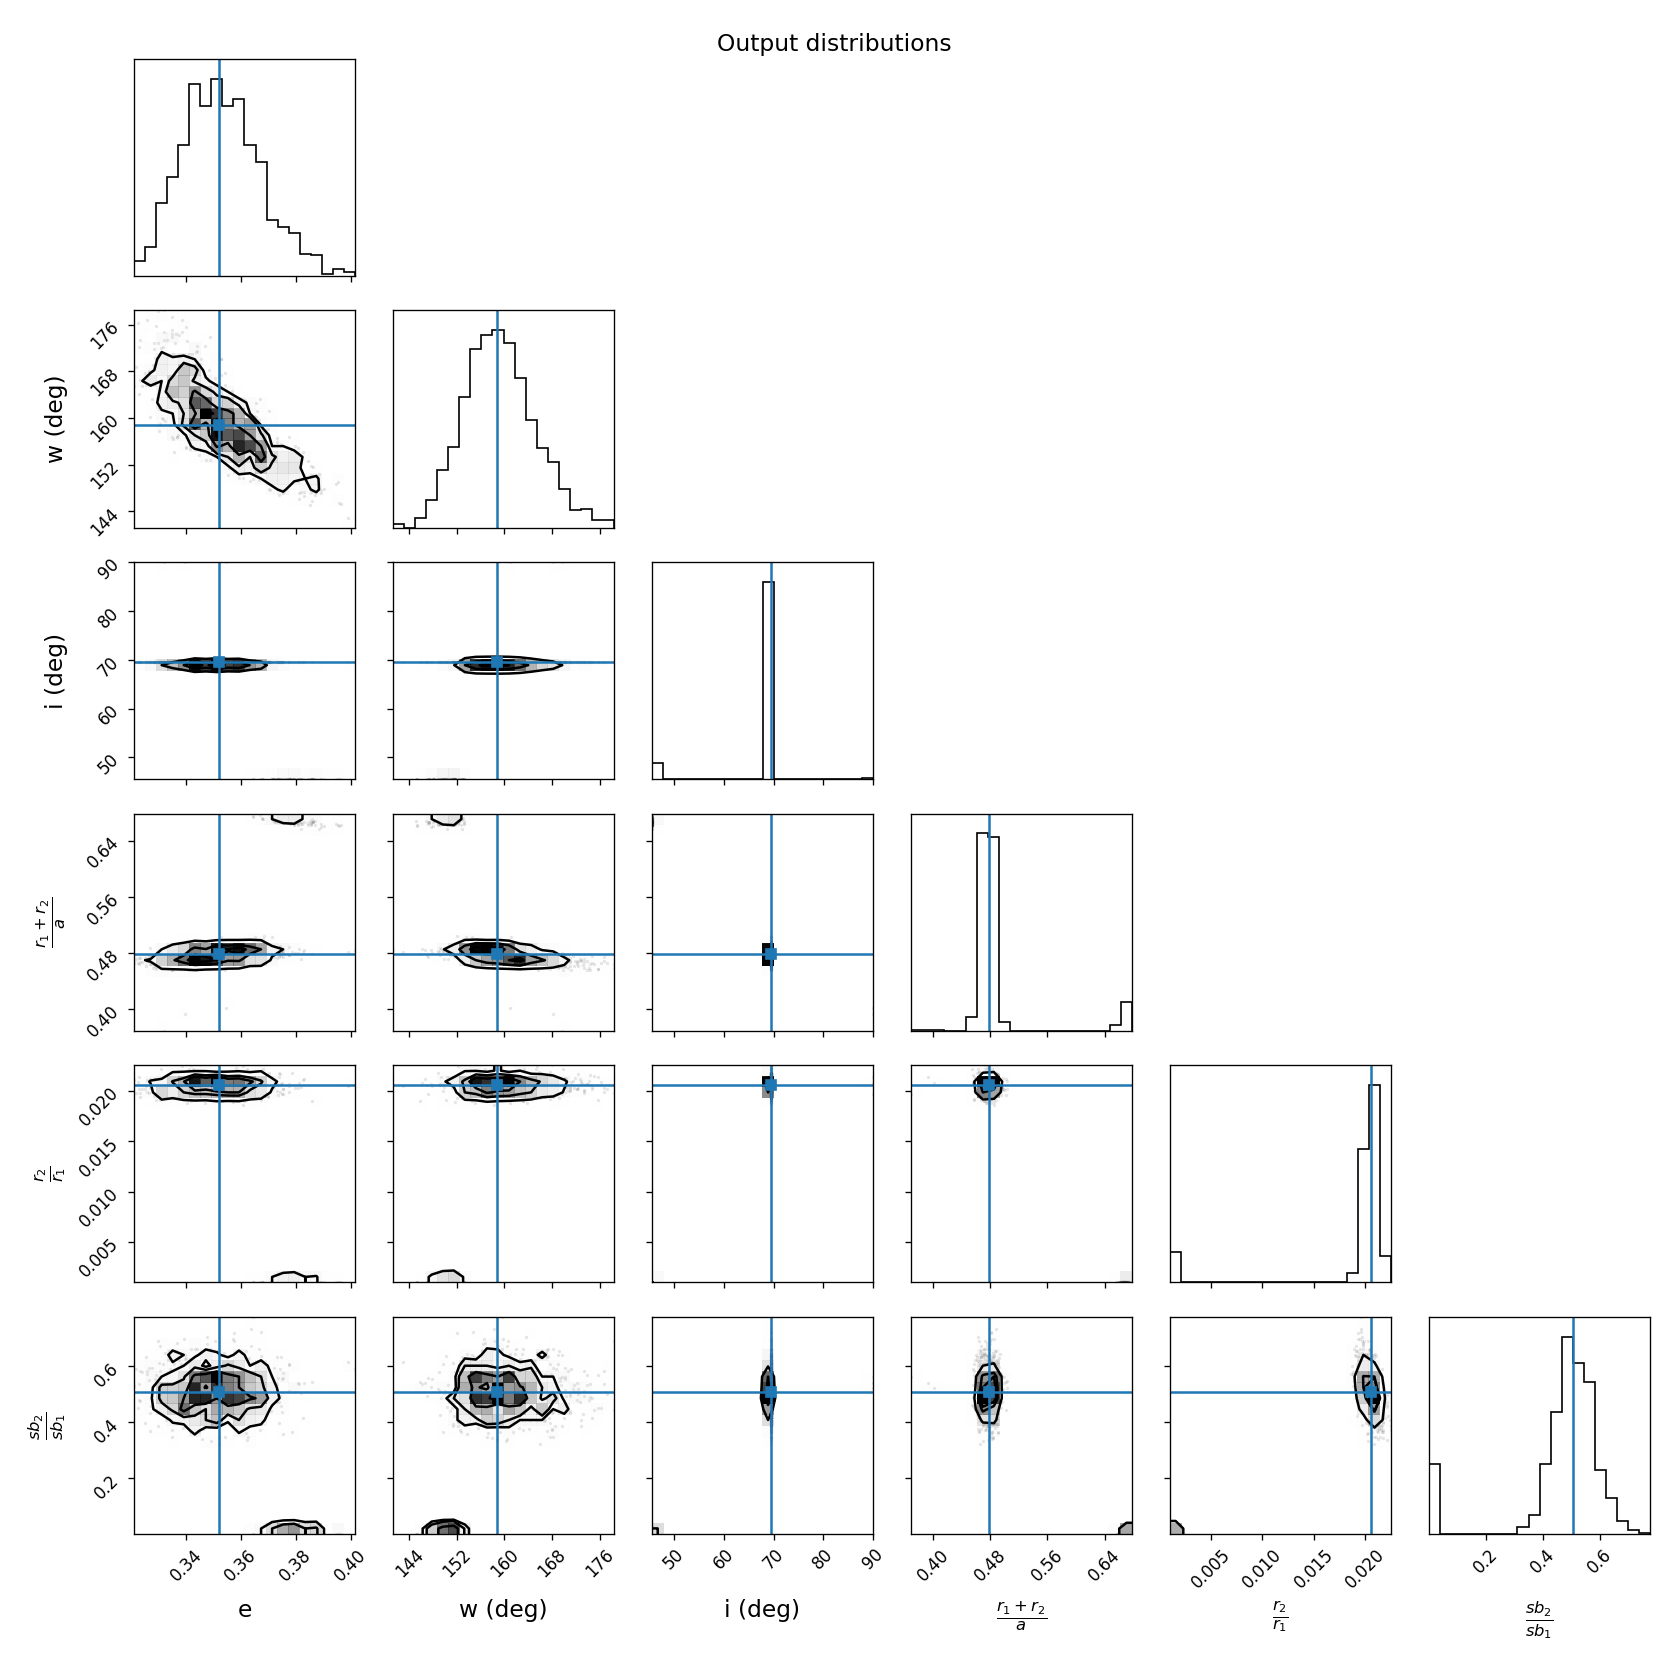 Output distributions
w (deg)
176
168
160
152
144
i (deg)
90
80
70
60
50
r₁ + r₂
a
0.64
0.56
0.48
0.40
r₂
r₁
0.020
0.015
0.010
0.005
sb₂
sb₁
0.6
0.4
0.2
0.34 0.36 0.38 0.40 144 152 160 168 176 50 60 70 80 90 0.40 0.48 0.56 0.64 0.005 0.010 0.015 0.020 0.2 0.4 0.6
e w (deg) i (deg)
r₁ + r₂
a
r₂
r₁
sb₂
sb₁